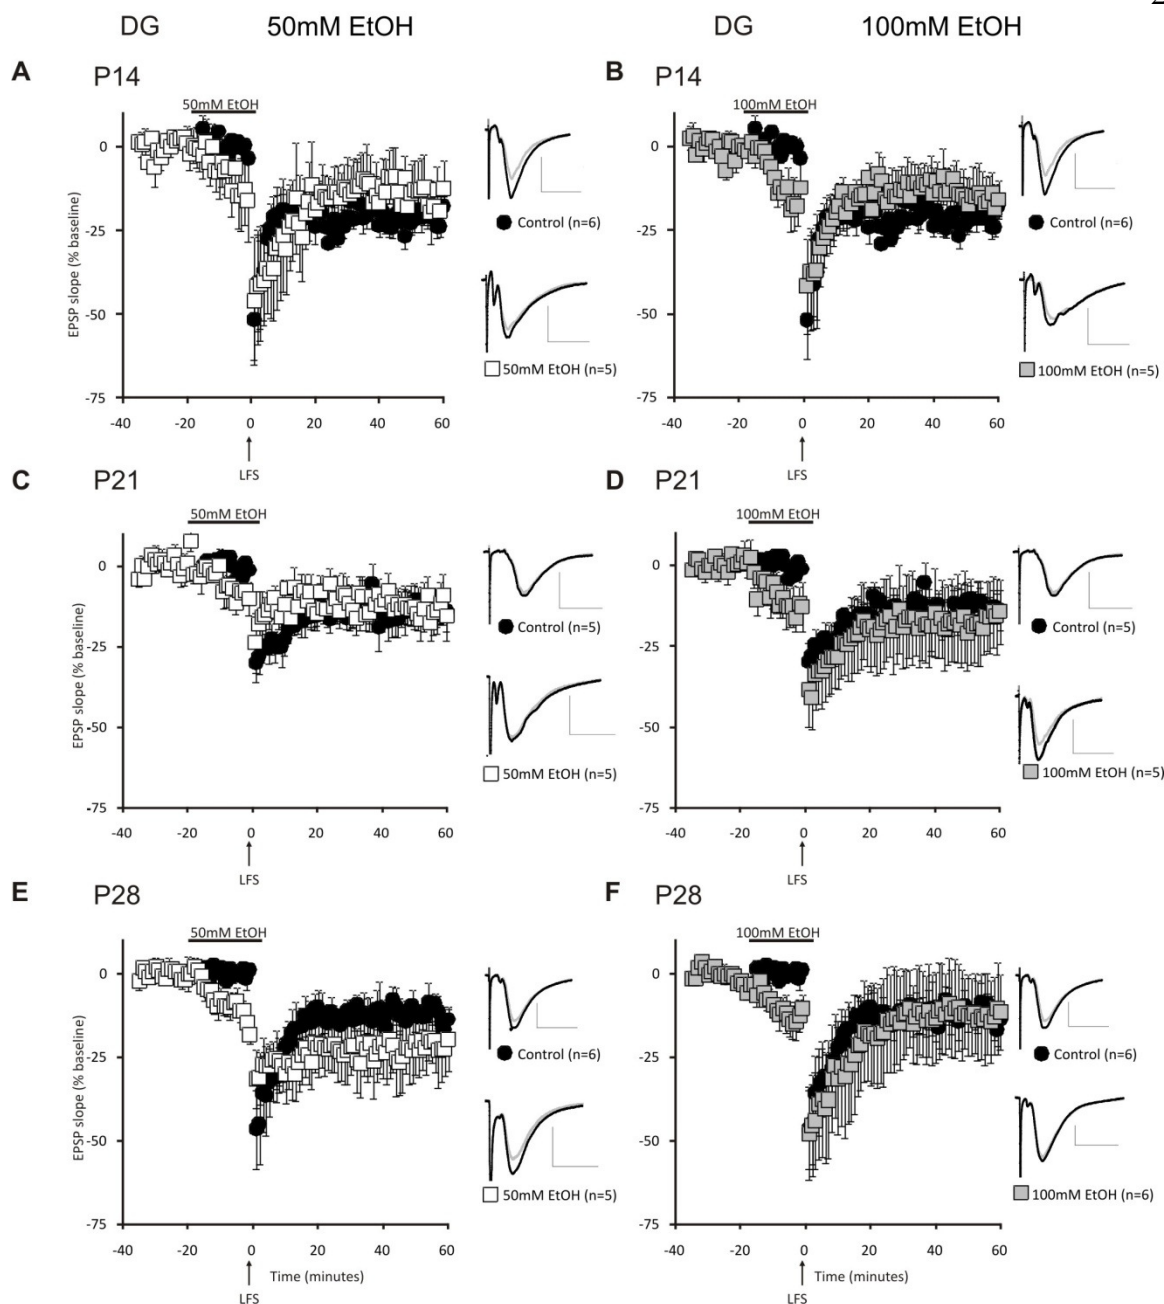 DG 50mM EtOH DG 100mM EtOH
A P14
50mM EtOH
0
-25
-50
-75
EPSP slope (% baseline)
-40 -20 0 20 40 60
LFS
Control (n=6)
50mM EtOH (n=5)
B P14
100mM EtOH
0
-25
-50
-75
-40 -20 0 20 40 60
LFS
Control (n=6)
100mM EtOH (n=5)
C P21
50mM EtOH
0
-25
-50
-75
EPSP slope (% baseline)
-40 -20 0 20 40 60
LFS
Control (n=5)
50mM EtOH (n=5)
D P21
100mM EtOH
0
-25
-50
-75
-40 -20 0 20 40 60
LFS
Control (n=5)
100mM EtOH (n=5)
E P28
50mM EtOH
0
-25
-50
-75
EPSP slope (% baseline)
-40 -20 0 20 40 60
Time (minutes)
LFS
Control (n=6)
50mM EtOH (n=5)
F P28
100mM EtOH
0
-25
-50
-75
-40 -20 0 20 40 60
Time (minutes)
LFS
Control (n=6)
100mM EtOH (n=6)